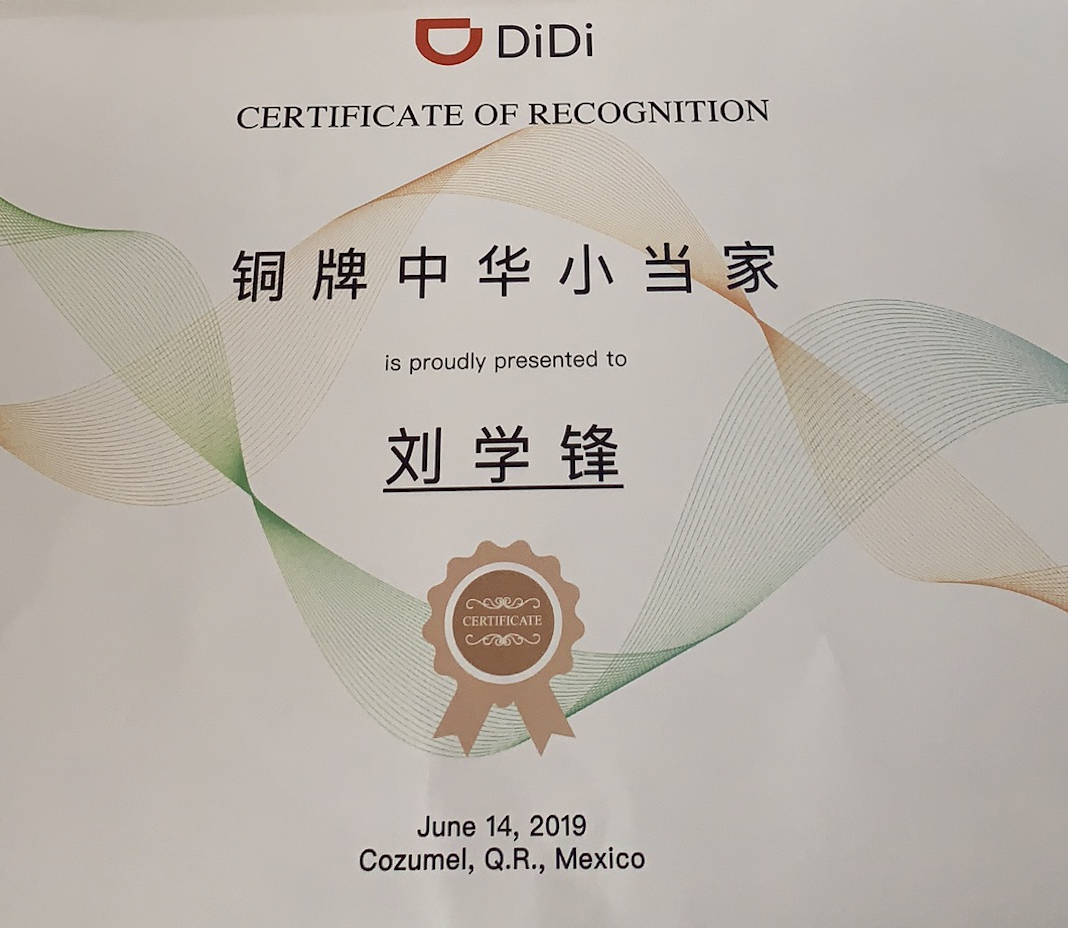 DiDi
CERTIFICATE OF RECOGNITION
铜牌中华小当家
is proudly presented to
刘学锋
CERTIFICATE
June 14, 2019
Cozumel, Q.R., Mexico